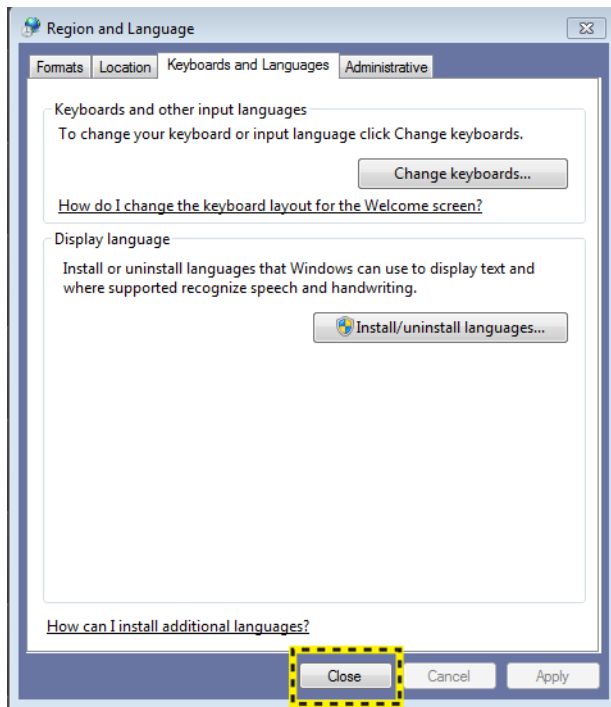 Region and Language
Formats Location Keyboards and Languages Administrative
Keyboards and other input languages
To change your keyboard or input language click Change keyboards.
Change keyboards...
How do I change the keyboard layout for the Welcome screen?
Display language
Install or uninstall languages that Windows can use to display text and
where supported recognize speech and handwriting.
Install/uninstall languages...
How can I install additional languages?
Close Cancel Apply